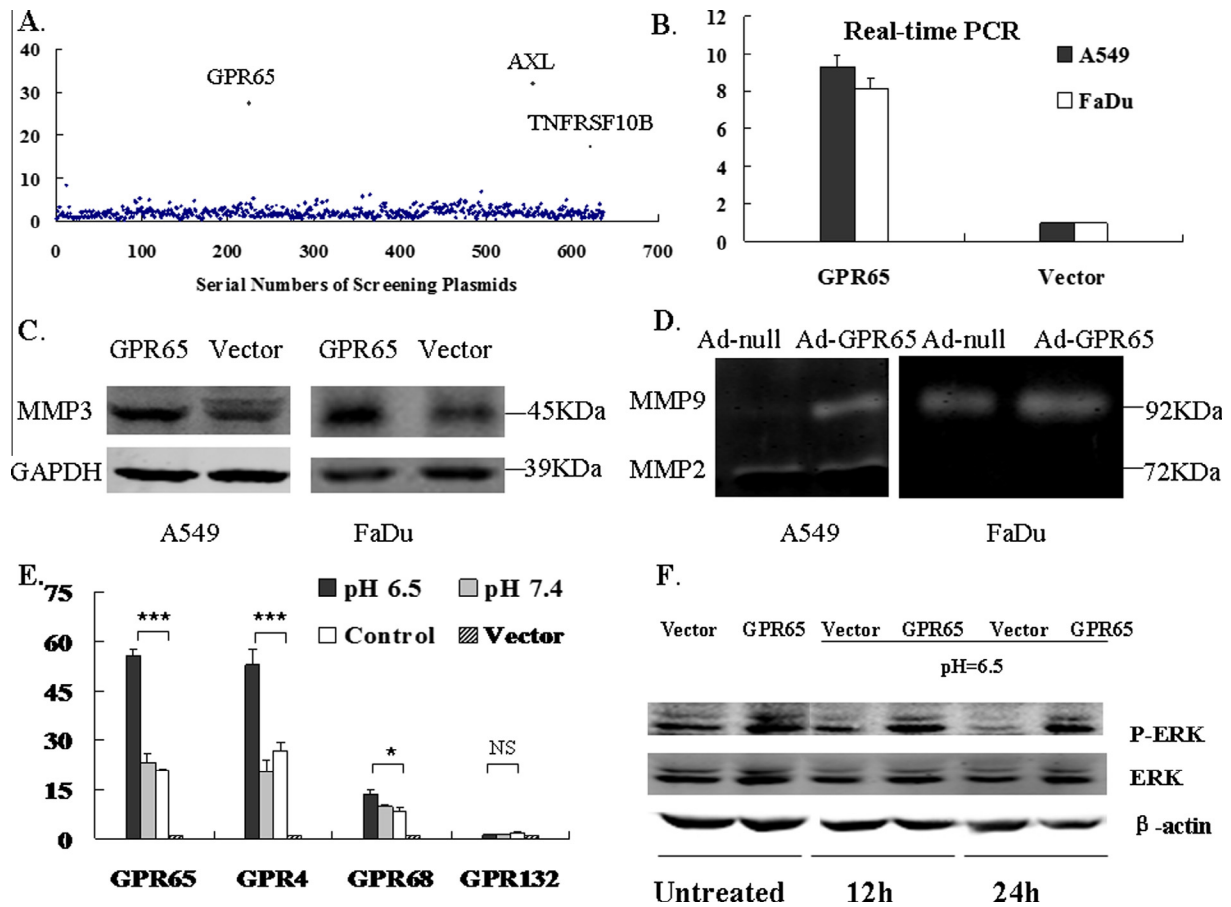 A.
40
30
20
10
0
GPR65
AXL
TNFRSF10B
0 100 200 300 400 500 600 700
Serial Numbers of Screening Plasmids
B.
Real-time PCR
12
10
8
6
4
2
0
A549
FaDu
GPR65 Vector
C.
GPR65 Vector GPR65 Vector
MMP3
45KDa
GAPDH
39KDa
A549 FaDu
D.
Ad-null Ad-GPR65 Ad-null Ad-GPR65
MMP9
92KDa
MMP2
72KDa
A549 FaDu
E.
75
60
45
30
15
0
pH 6.5 pH 7.4
Control Vector
*** *** * NS
GPR65 GPR4 GPR68 GPR132
F.
Vector GPR65 Vector GPR65 Vector GPR65
pH=6.5
P-ERK
ERK
β-actin
Untreated 12h 24h